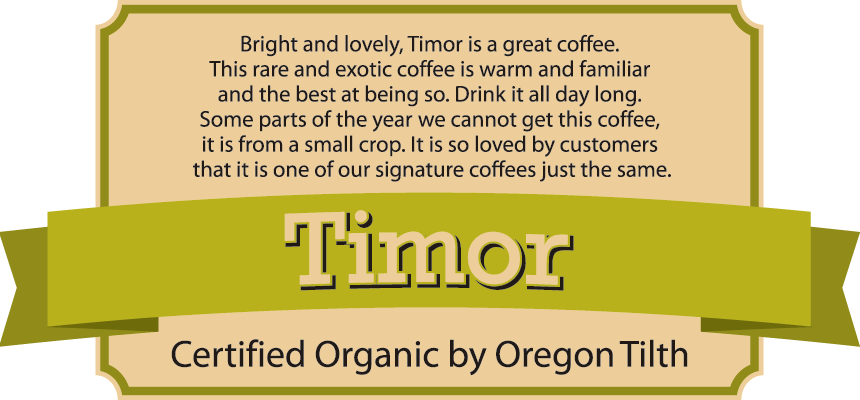 Bright and lovely, Timor is a great coffee.
This rare and exotic coffee is warm and familiar
and the best at being so. Drink it all day long.
Some parts of the year we cannot get this coffee,
it is from a small crop. It is so loved by customers
that it is one of our signature coffees just the same.
Timor
Certified Organic by Oregon Tilth